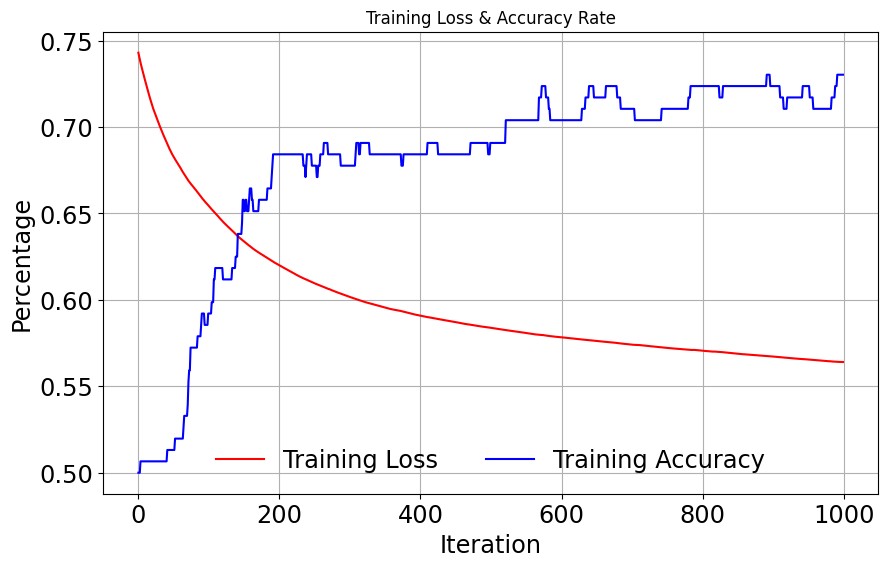 Training Loss & Accuracy Rate
0.75
0.70
0.65
0.60
0.55
0.50
Percentage
Training Loss
Training Accuracy
0
200
400
600
800
1000
Iteration